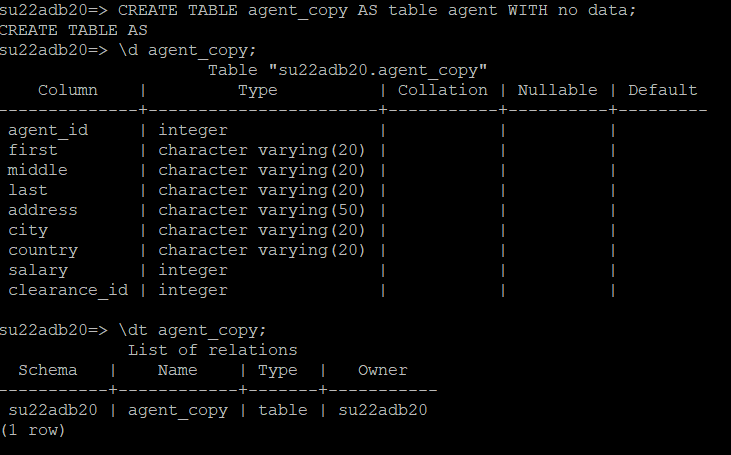 su22adb20=> CREATE TABLE agent_copy AS table agent WITH no data;
CREATE TABLE AS
su22adb20=> \d agent_copy;
                     Table "su22adb20.agent_copy"
    Column    |         Type          | Collation | Nullable | Default
--------------+-----------------------+-----------+----------+---------
 agent_id     | integer               |           |          |
 first        | character varying(20) |           |          |
 middle       | character varying(20) |           |          |
 last         | character varying(20) |           |          |
 address      | character varying(50) |           |          |
 city         | character varying(20) |           |          |
 country      | character varying(20) |           |          |
 salary       | integer               |           |          |
 clearance_id | integer               |           |          |

su22adb20=> \dt agent_copy;
             List of relations
  Schema   |    Name    | Type  |   Owner
-----------+------------+-------+-----------
 su22adb20 | agent_copy | table | su22adb20
(1 row)